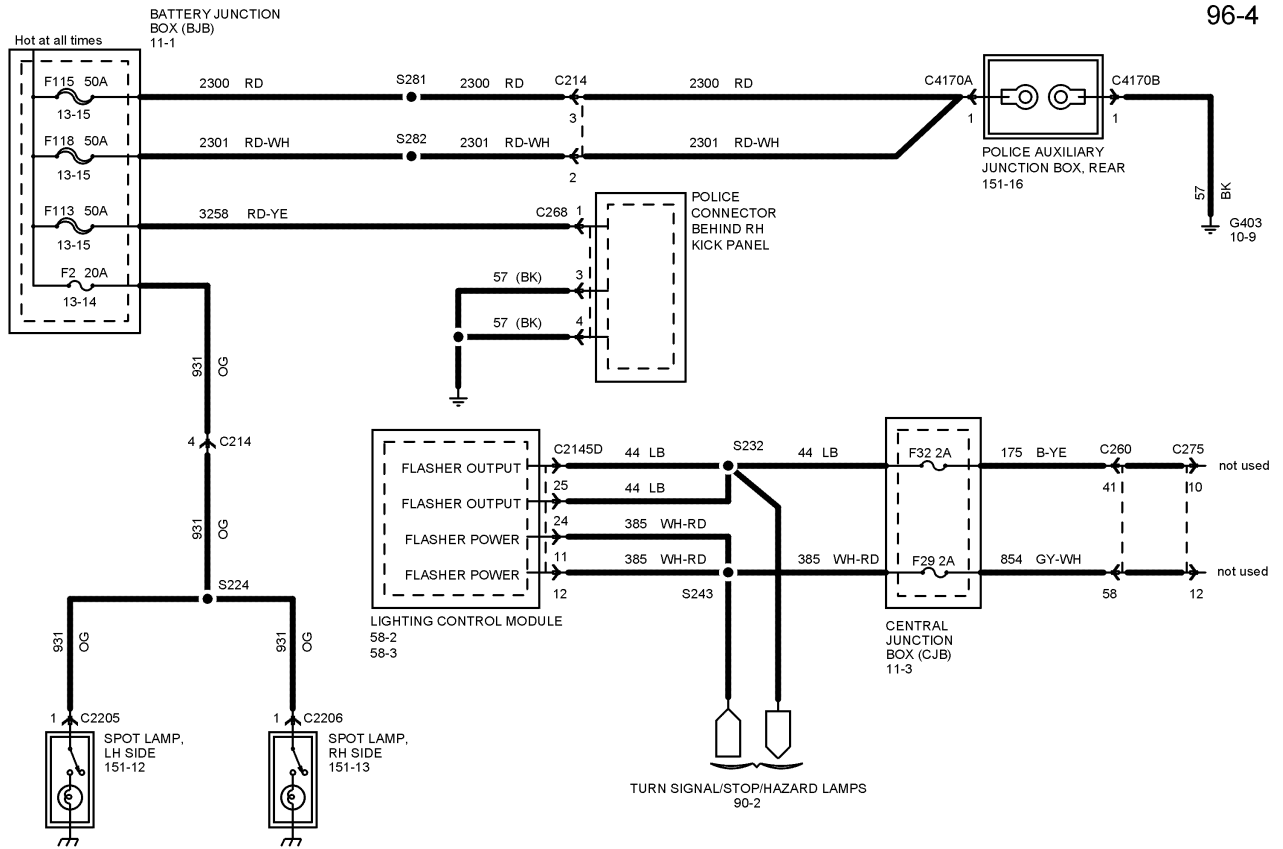 96-4
BATTERY JUNCTION
BOX (BJB)
11-1
Hot at all times
F115 50A
13-15
2300 RD
S281
2300 RD
C214
3
2300 RD
C4170A
1
C4170B
1
F118 50A
13-15
2301 RD-WH
S282
2301 RD-WH
2
2301 RD-WH
POLICE AUXILIARY
JUNCTION BOX, REAR
151-16
57
BK
G403
10-9
F113 50A
13-15
3258 RD-YE
C268
1
POLICE
CONNECTOR
BEHIND RH
KICK PANEL
F2 20A
13-14
57 (BK)
3
57 (BK)
4
931
OG
4
C214
931
OG
S224
931
OG
931
OG
1
C2205
SPOT LAMP,
LH SIDE
151-12
1
C2206
SPOT LAMP,
RH SIDE
151-13
FLASHER OUTPUT
FLASHER OUTPUT
FLASHER POWER
FLASHER POWER
LIGHTING CONTROL MODULE
58-2
58-3
C2145D
44 LB
S232
44 LB
25
44 LB
24
385 WH-RD
11
385 WH-RD
12
S243
385 WH-RD
F32 2A
175 B-YE
C260
41
C275
10
not used
F29 2A
854 GY-WH
58
12
not used
CENTRAL
JUNCTION
BOX (CJB)
11-3
TURN SIGNAL/STOP/HAZARD LAMPS
90-2